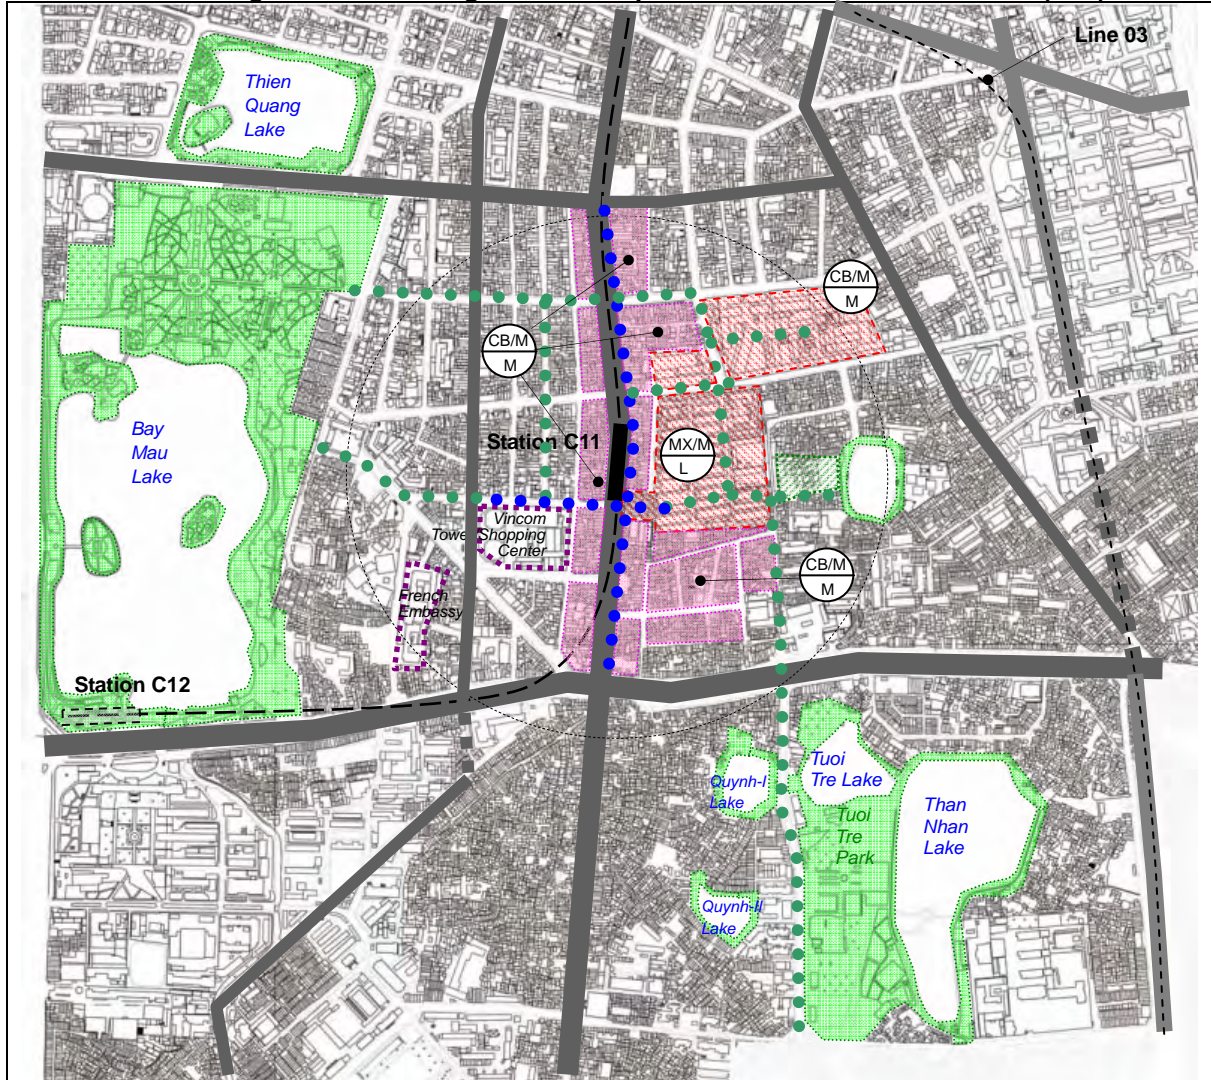 Line 03
Thien
Quang
Lake
CB/M
M
CB/M
M
Bay
Mau
Lake
Station C11
MX/M
L
Vincom
Tower Shopping
Center
CB/M
M
French
Embassy
Station C12
Tuoi
Tre Lake
Quynh-I
Lake
Than
Nhan
Lake
Tuoi
Tre
Park
Quynh-II
Lake